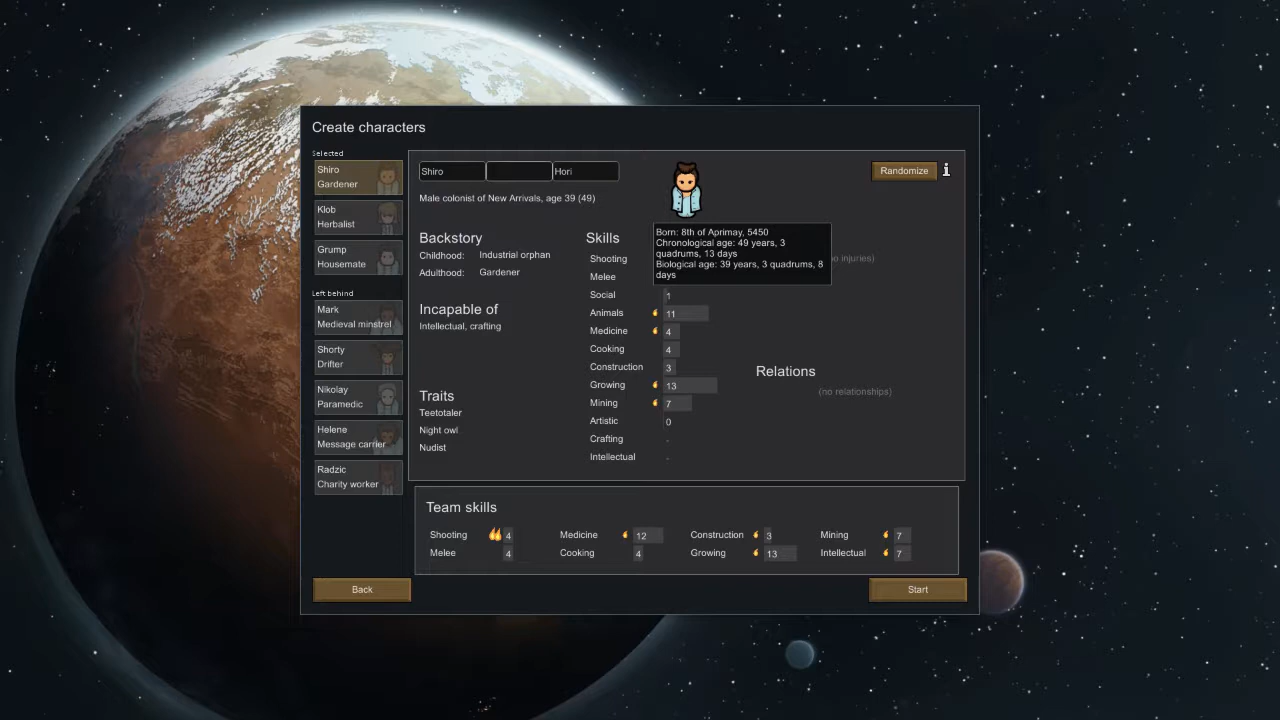 Create characters
Selected
Shiro
Gardener
Klob
Herbalist
Grump
Housemate
Left behind
Mark
Medieval minstrel
Shorty
Drifter
Nikolay
Paramedic
Helene
Message carrier
Radzic
Charity worker
Shiro Hori
Randomize
Male colonist of New Arrivals, age 39 (49)
Backstory
Childhood: Industrial orphan
Adulthood: Gardener
Incapable of
Intellectual, crafting
Traits
Teetotaler
Night owl
Nudist
Skills
Shooting
Melee
Social 1
Animals 11
Medicine 4
Cooking 4
Construction 3
Growing 13
Mining 7
Artistic 0
Crafting -
Intellectual -
Born: 8th of Aprimay, 5450
Chronological age: 49 years, 3
quadrums, 13 days
Biological age: 39 years, 3 quadrums, 8
days
injuries)
Relations
(no relationships)
Team skills
Shooting 4 Medicine 12 Construction 3 Mining 7
Melee 4 Cooking 4 Growing 13 Intellectual 7
Back
Start